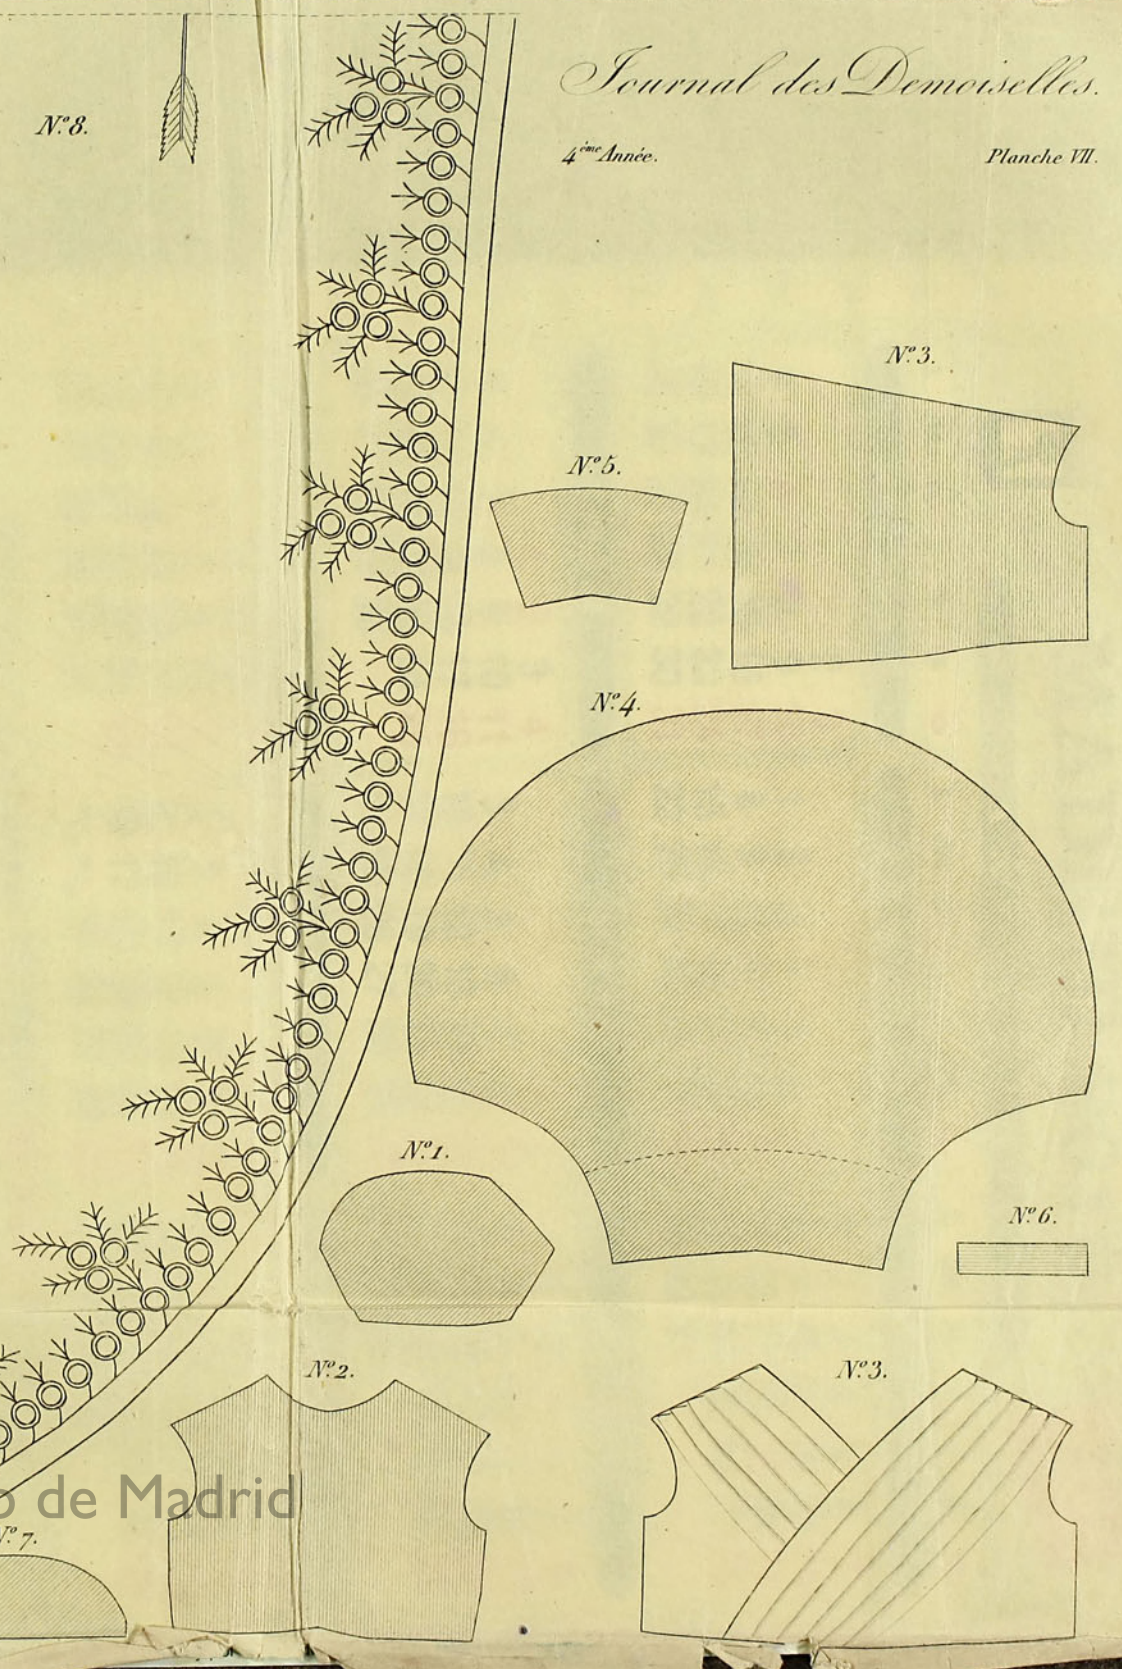 Journal des Demoiselles.
4ème Année.
Planche VII.
N.º 8.
N.º 3.
N.º 5.
N.º 4.
N.º 1.
N.º 6.
N.º 2.
N.º 3.
de Madrid
N.º 7.